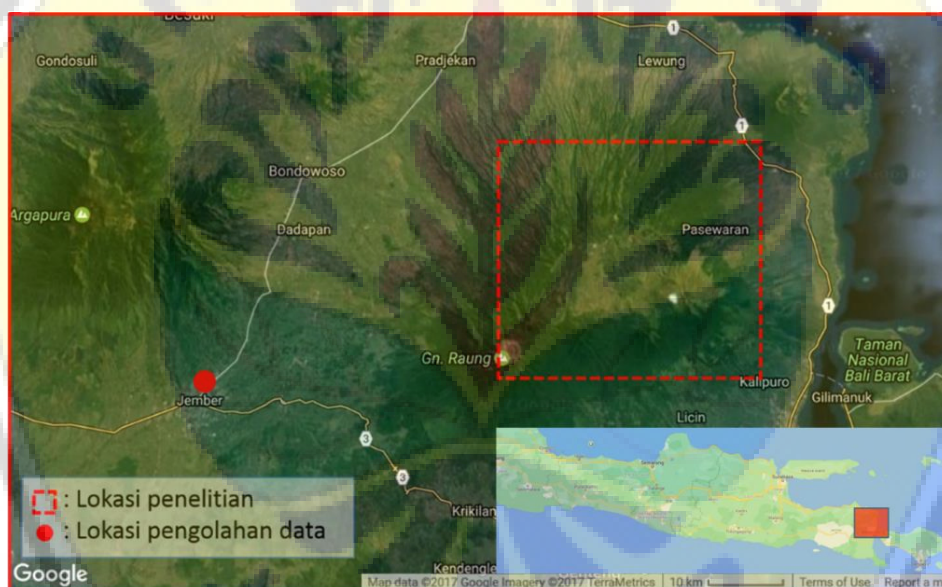 Besuki
1
Gondosuli
Pradjekan
Lewung
1
Bondowoso
Argapura
Dadapan
Pasewaran
1
Gn. Raung
Taman
Nasional
Bali Barat
Jember
Kalipuro
Gilimanuk
Licin
3
3
Krikilan
: Lokasi penelitian
: Lokasi pengolahan data
Kendengle
Google
Map data ©2017 Google Imagery ©2017 TerraMetrics
10 km
Terms of Use
Report a